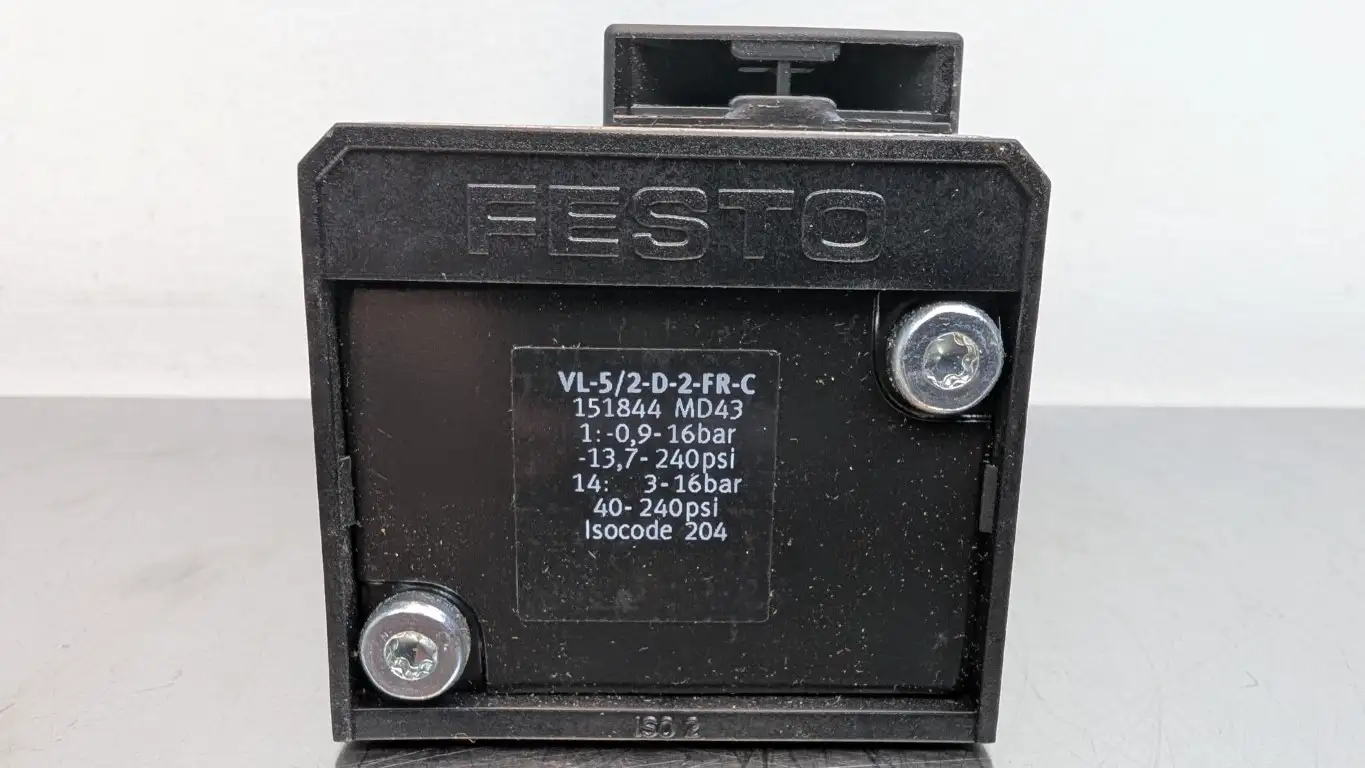 FESTO
VL-5/2-D-2-FR-C
151844 MD43
1:-0,9-16bar
-13,7-240psi
14: 3-16bar
40-240psi
Isocode 204
ISO 2